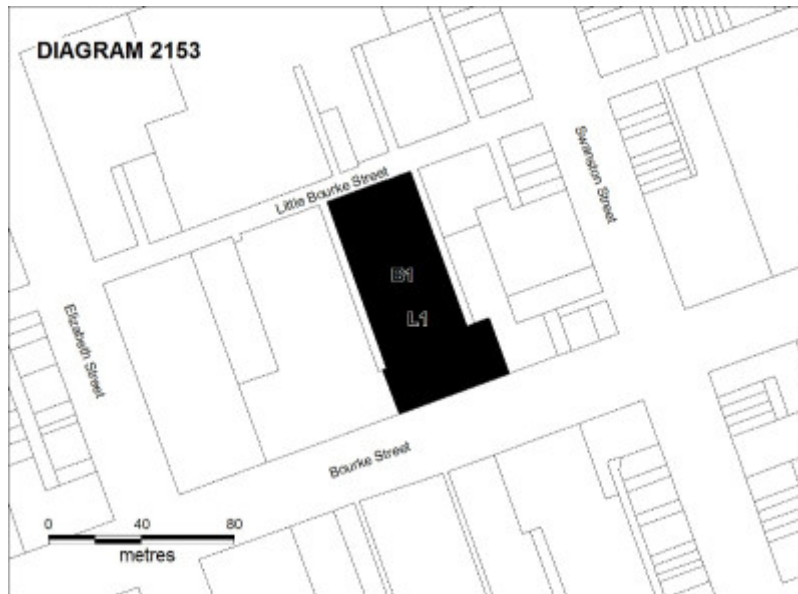 DIAGRAM 2153
Little Bourke Street
Swanston Street
B1
L1
Elizabeth Street
Bourke Street
0 40 80
metres